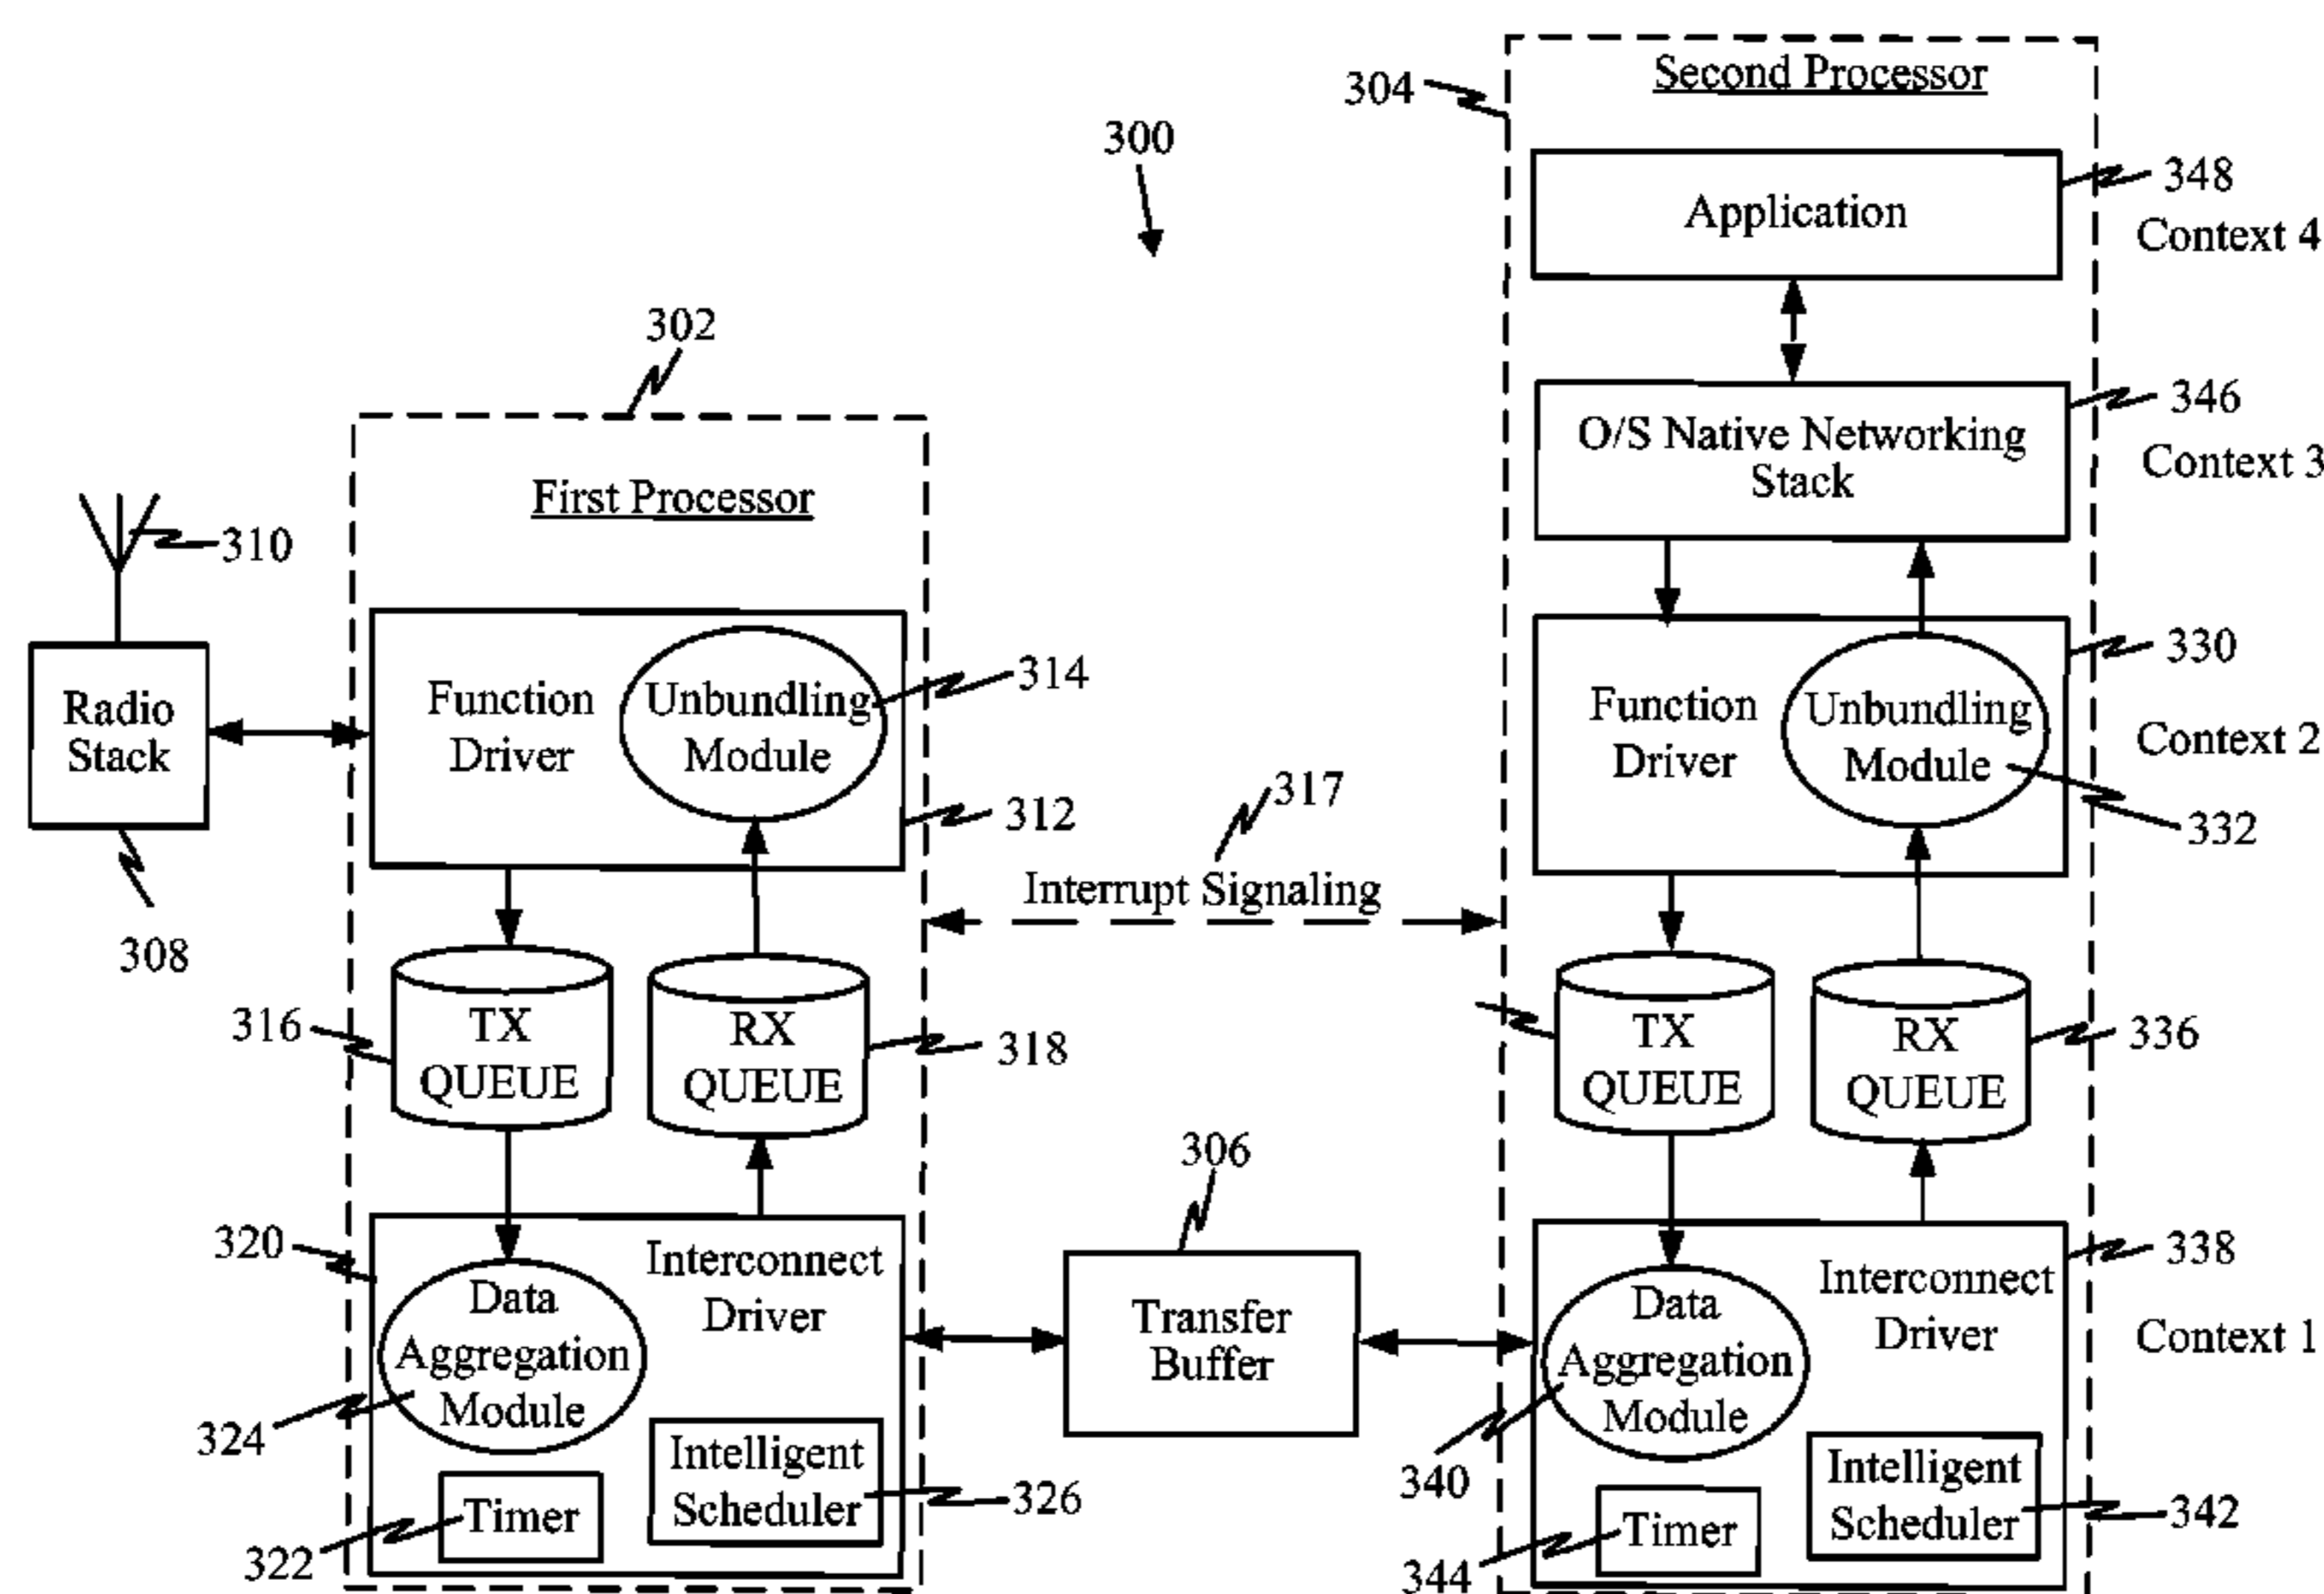 Second Processor
304
300
348
Application
Context 4
302
346
O/S Native Networking
Stack
Context 3
First Processor
310
330
314
Radio
Stack
Function
Driver
Unbundling
Module
Function
Driver
Unbundling
Module
Context 2
317
312
332
Interrupt Signaling
308
316
TX
QUEUE
RX
QUEUE
318
TX
QUEUE
RX
QUEUE
336
306
320
Interconnect
Driver
338
Data
Aggregation
Module
Transfer
Buffer
Data
Aggregation
Module
Interconnect
Driver
Context 1
324
Intelligent
Scheduler
326
340
Intelligent
Scheduler
342
Timer
322
Timer
344